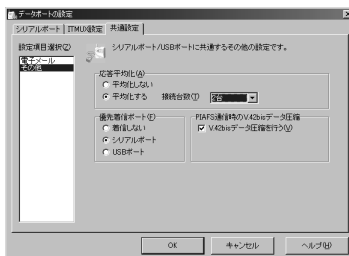 データポートの設定
シリアルポート ITMUX設定 共通設定
設定項目選択(Z)
電子メール
その他
シリアルポート/USBポートに共通するその他の設定です。
応答平均化(A)
平均化しない
平均化する 接続台数(T) 2台
優先着信ポート(E)
着信しない
シリアルポート
USBポート
PIAFS通信時のV.42bisデータ圧縮
V.42bisデータ圧縮を行う(V)
OK キャンセル ヘルプ(H)